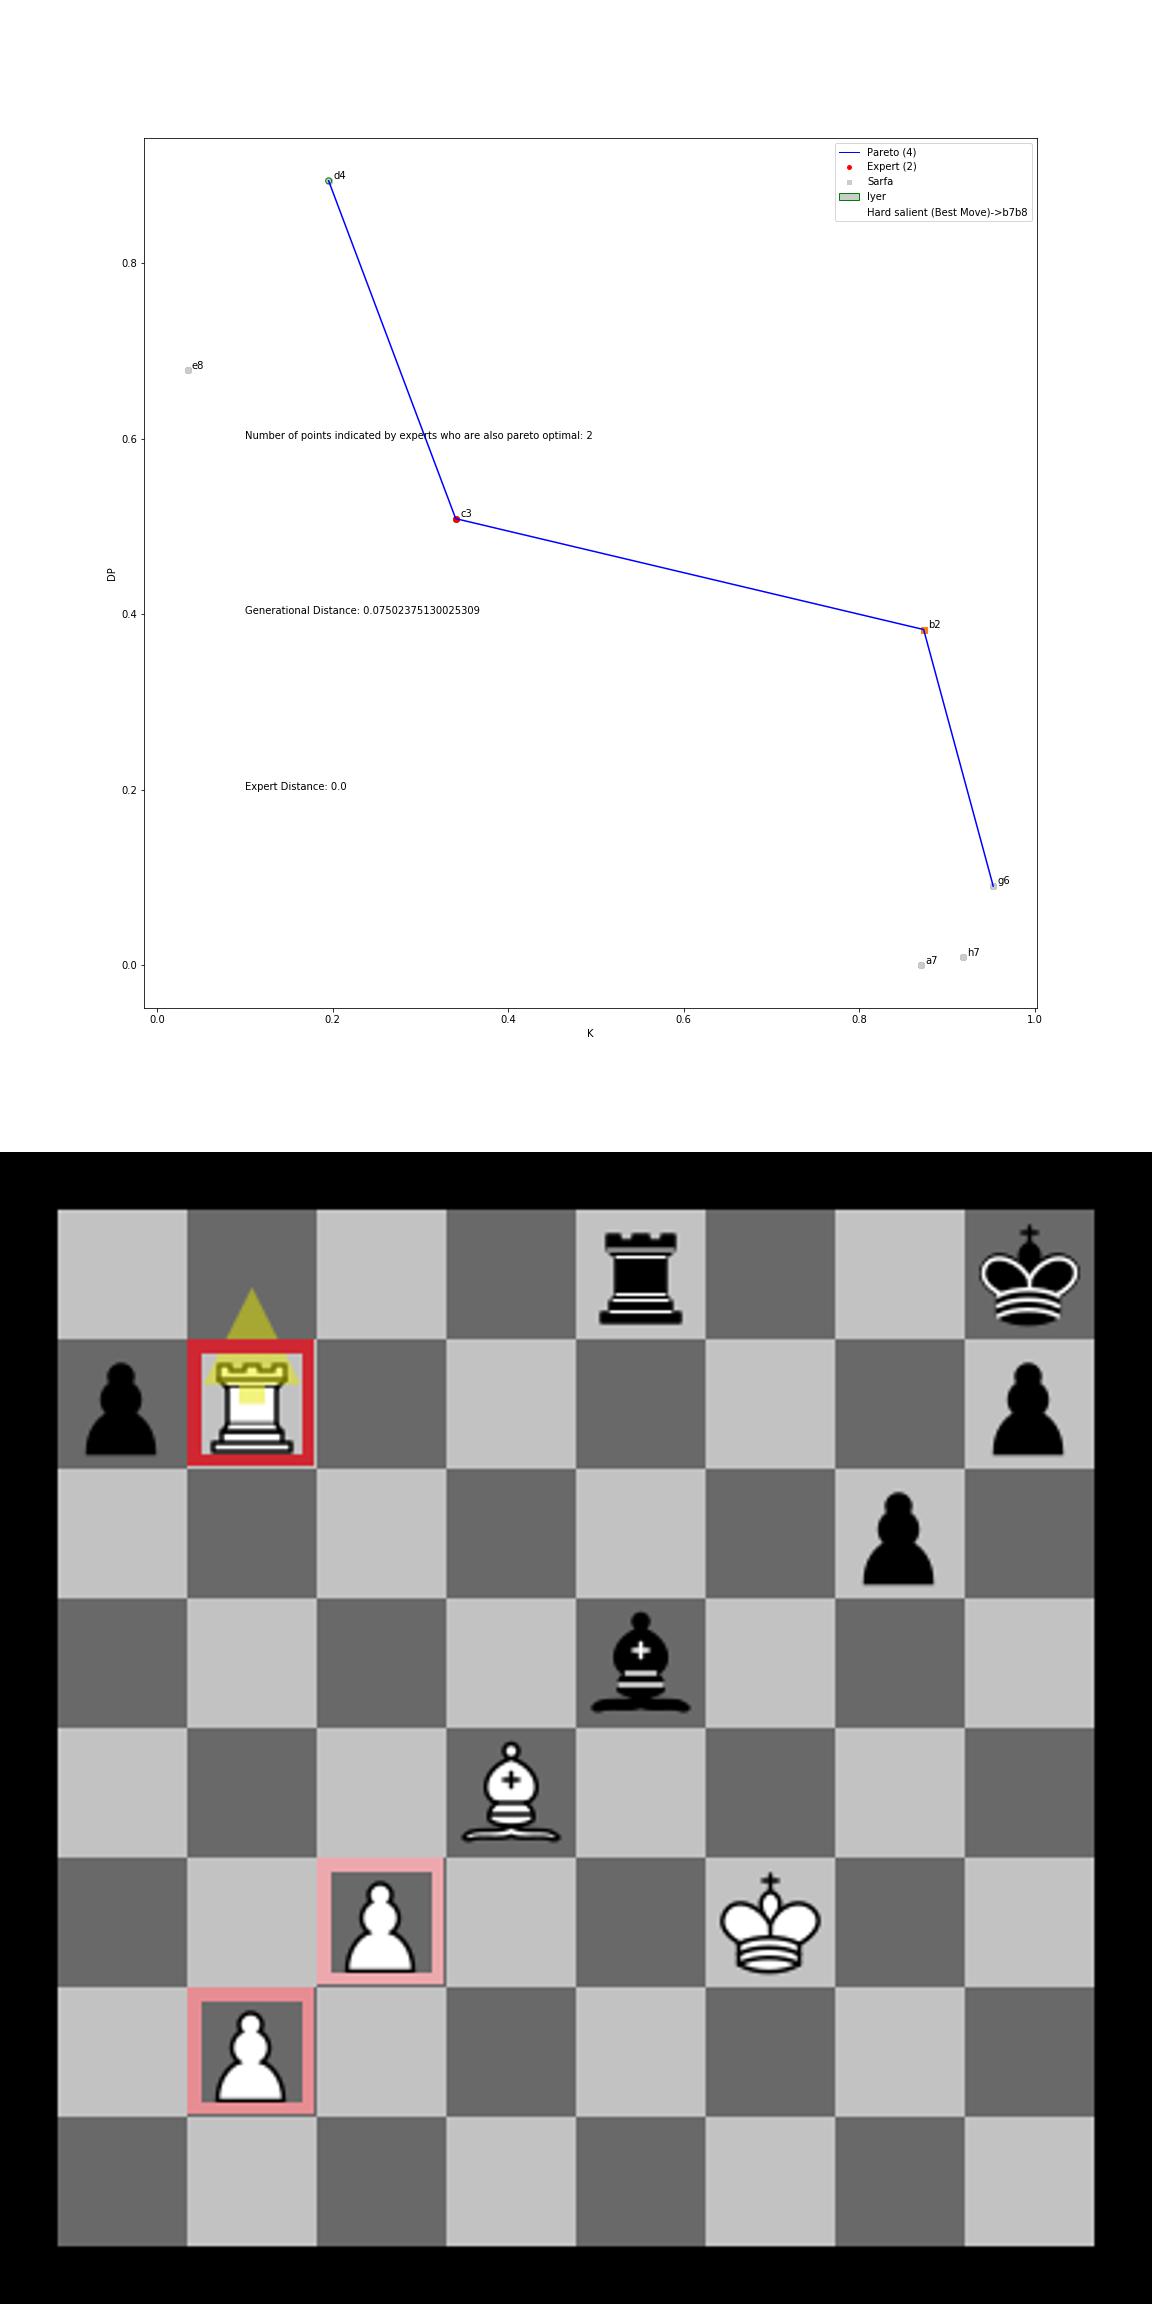 Pareto (4)
Expert (2)
Sarfa
Iyer
Hard salient (Best Move)->b7b8
d4
0.8
e8
0.6
Number of points indicated by experts who are also pareto optimal: 2
c3
DP
0.4
Generational Distance: 0.07502375130025309
b2
0.2
Expert Distance: 0.0
g6
h7
a7
0.0
0.0 0.2 0.4 0.6 0.8 1.0
K